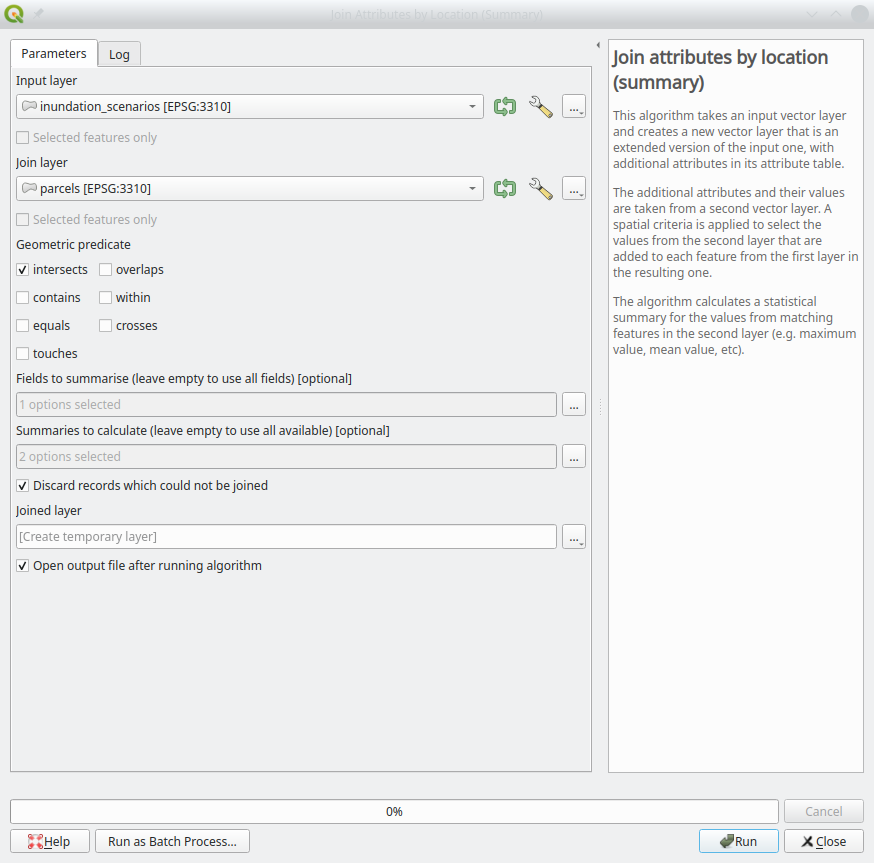 Join Attributes by Location (Summary)
Parameters
Log
Input layer
inundation_scenarios [EPSG:3310]
...
Selected features only
Join layer
parcels [EPSG:3310]
...
Selected features only
Geometric predicate
intersects
overlaps
contains
within
equals
crosses
touches
Fields to summarise (leave empty to use all fields) [optional]
1 options selected
...
Summaries to calculate (leave empty to use all available) [optional]
2 options selected
...
Discard records which could not be joined
Joined layer
[Create temporary layer]
...
Open output file after running algorithm
Join attributes by location
(summary)
This algorithm takes an input vector layer
and creates a new vector layer that is an
extended version of the input one, with
additional attributes in its attribute table.
The additional attributes and their values
are taken from a second vector layer. A
spatial criteria is applied to select the
values from the second layer that are
added to each feature from the first layer in
the resulting one.
The algorithm calculates a statistical
summary for the values from matching
features in the second layer (e.g. maximum
value, mean value, etc).
0%
Cancel
Help
Run as Batch Process...
Run
Close